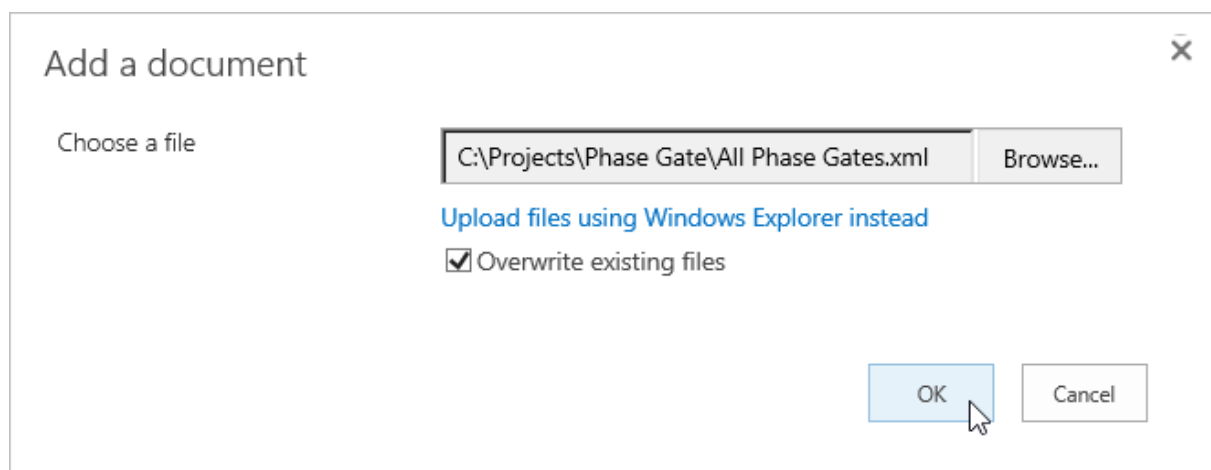 Add a document
Choose a file
C:\Projects\Phase Gate\All Phase Gates.xml
Browse...
Upload files using Windows Explorer instead
Overwrite existing files
OK
Cancel